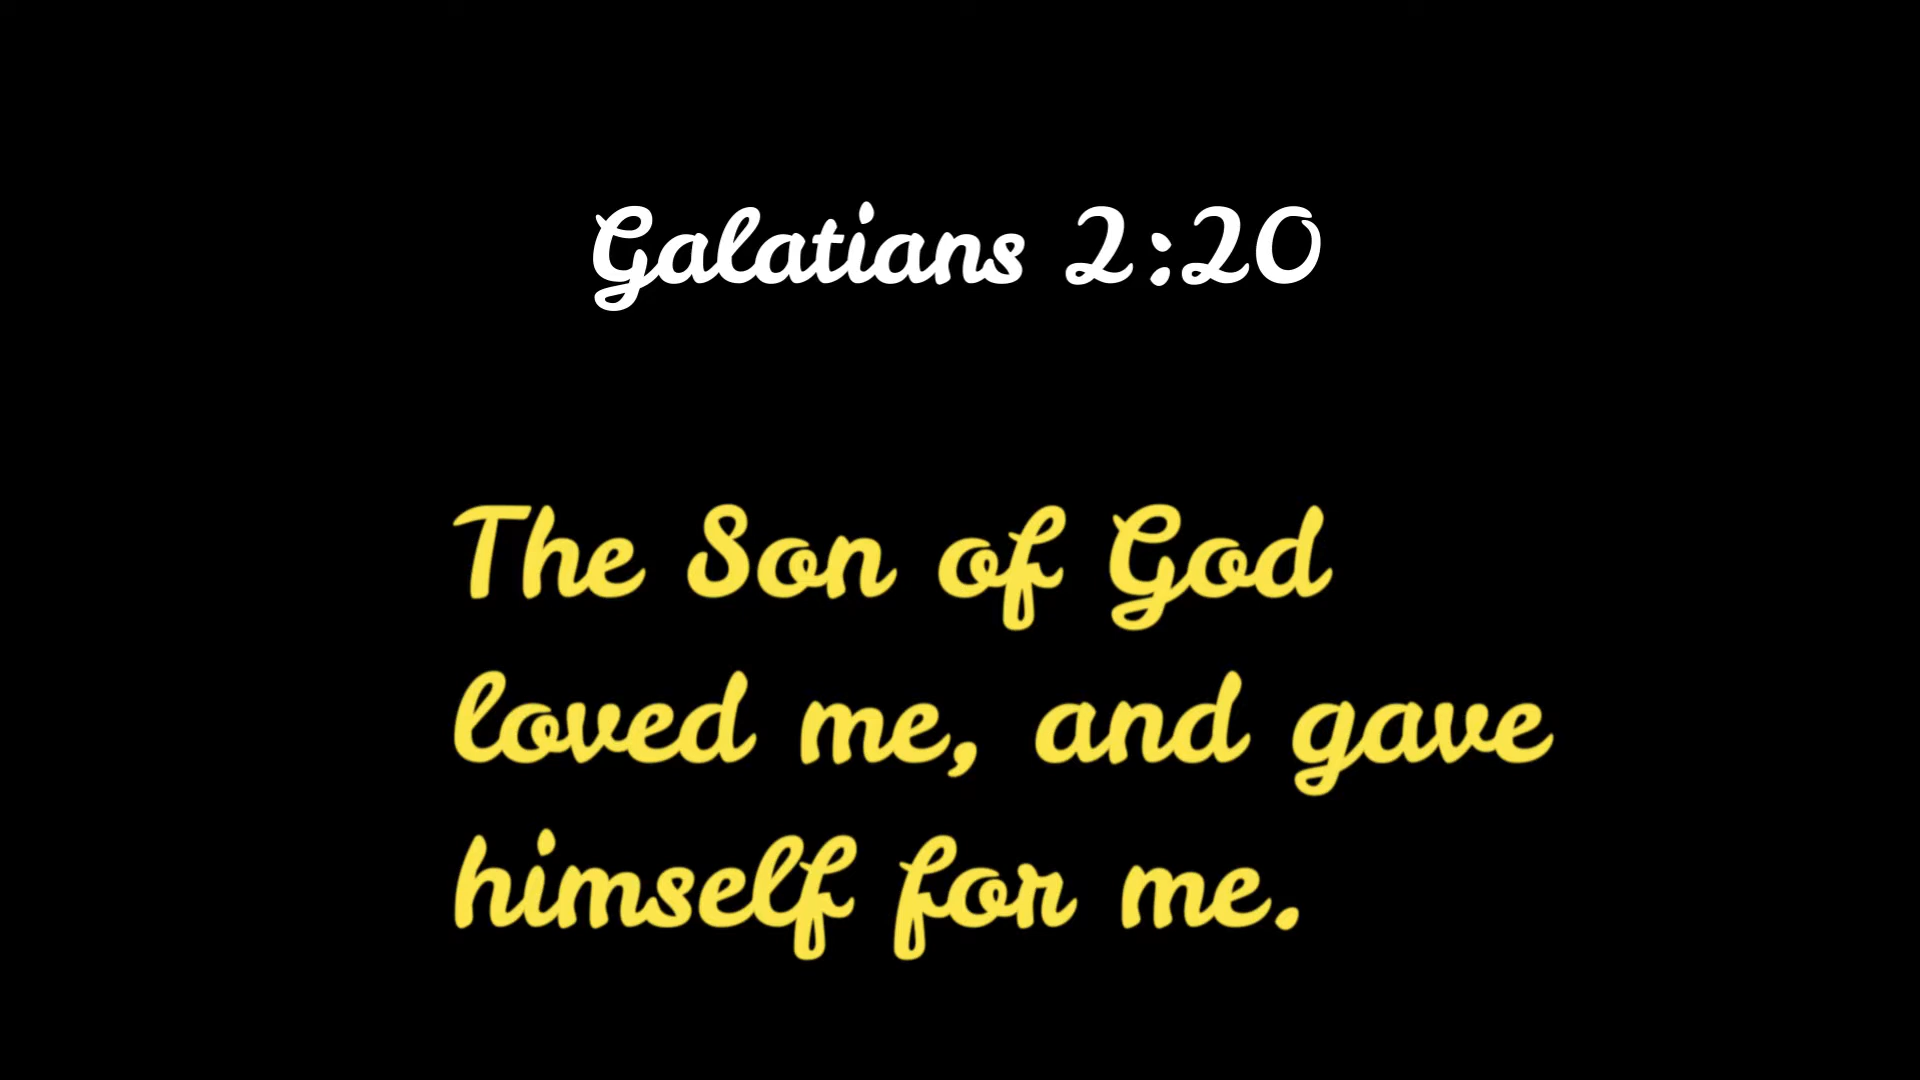 Galatians 2:20
The Son of God
loved me, and gave
himself for me.